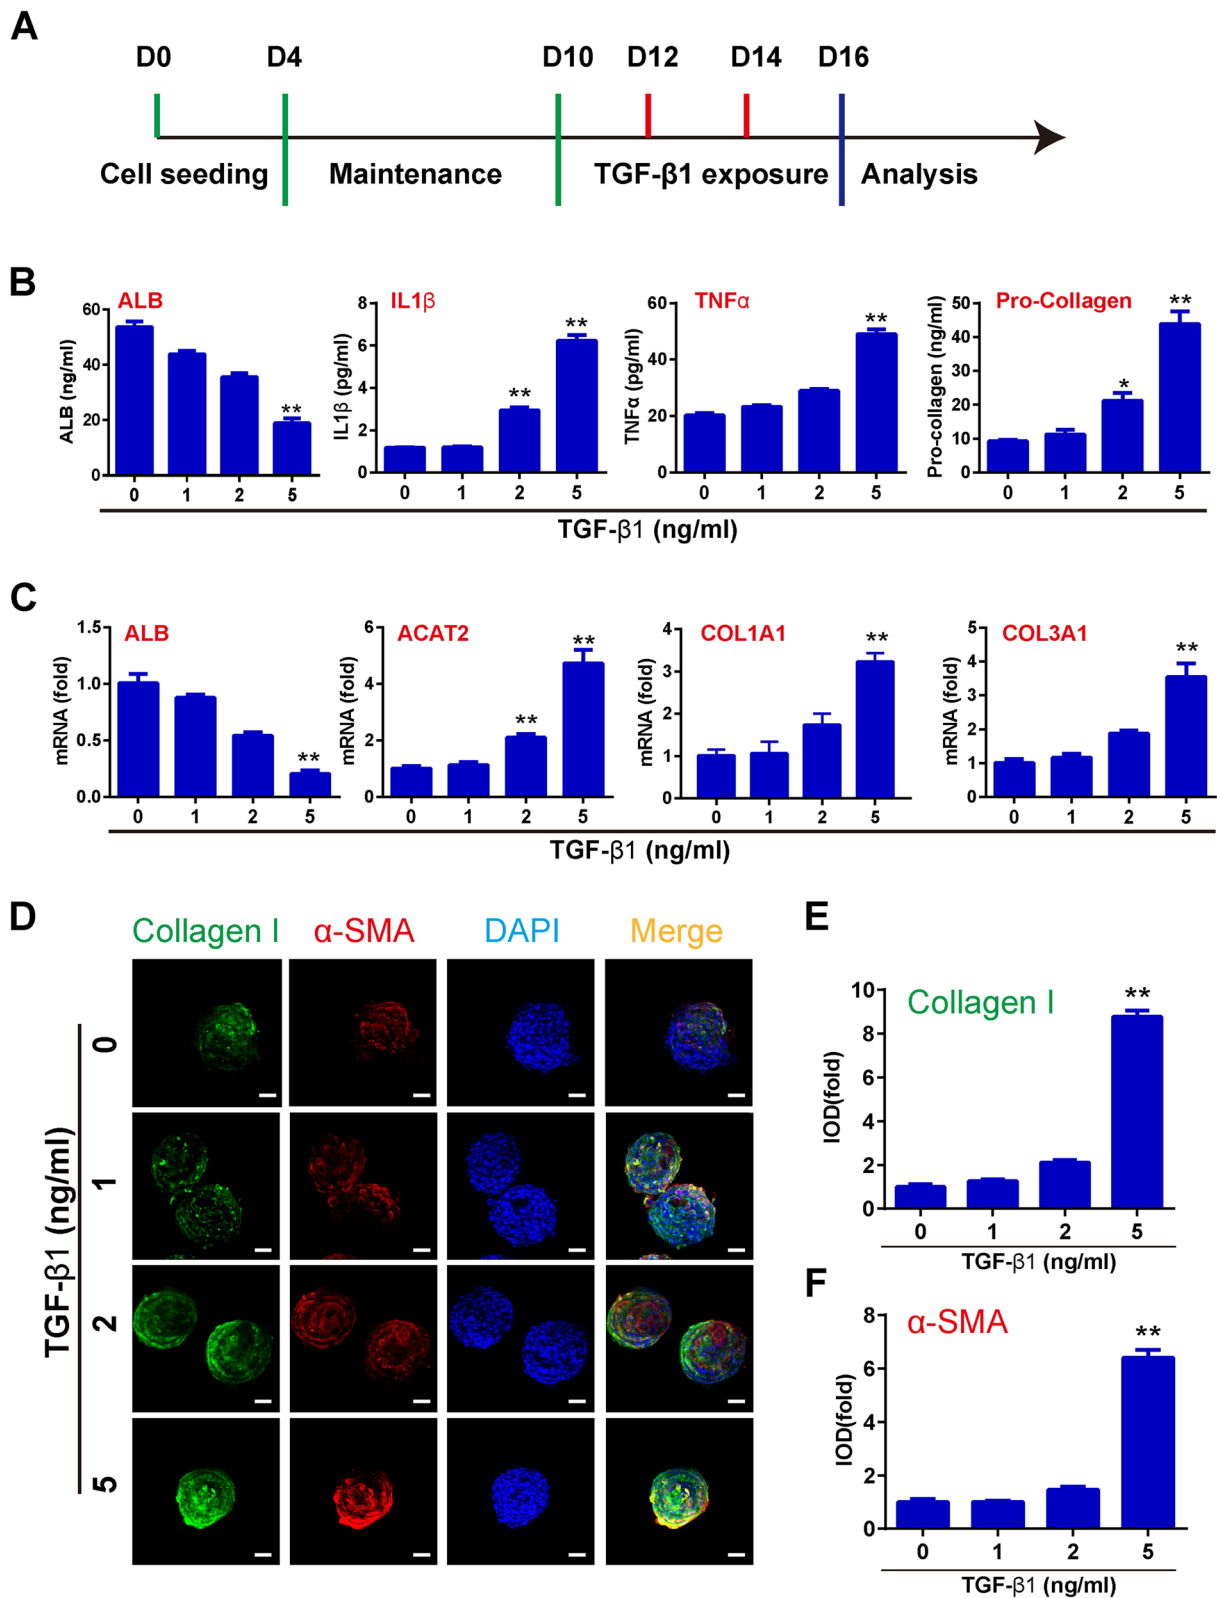 A
D0 D4 D10 D12 D14 D16
Cell seeding Maintenance TGF-β1 exposure Analysis
B
ALB
ALB (ng/ml)
60
40
20
0
**
0 1 2 5
IL1β
IL1β (pg/ml)
8
6
4
2
0
**
**
0 1 2 5
TNFα
TNFα (pg/ml)
60
40
20
0
**
0 1 2 5
Pro-Collagen
Pro-collagen (ng/ml)
50
40
30
20
10
0
*
**
0 1 2 5
TGF-β1 (ng/ml)
C
ALB
mRNA (fold)
1.5
1.0
0.5
0.0
**
0 1 2 5
ACAT2
mRNA (fold)
6
4
2
0
**
**
0 1 2 5
COL1A1
mRNA (fold)
4
3
2
1
0
**
0 1 2 5
COL3A1
mRNA (fold)
5
4
3
2
1
0
**
0 1 2 5
TGF-β1 (ng/ml)
D
Collagen I α-SMA DAPI Merge
TGF-β1 (ng/ml)
0
1
2
5
E
Collagen I
IOD(fold)
10
8
6
4
2
0
**
0 1 2 5
TGF-β1 (ng/ml)
F
α-SMA
IOD(fold)
8
6
4
2
0
**
0 1 2 5
TGF-β1 (ng/ml)